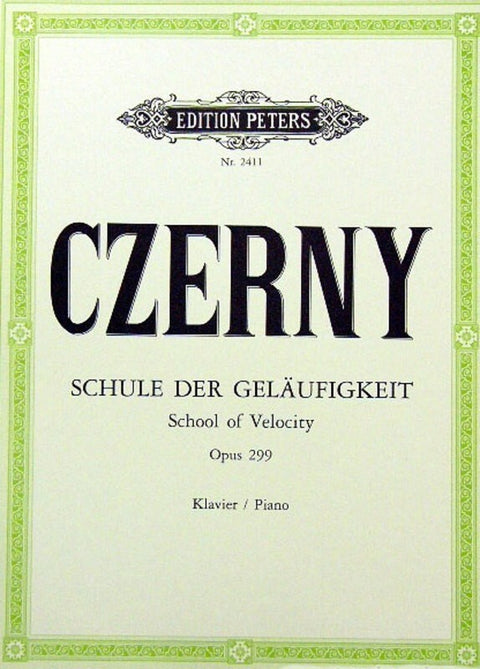 EDITION PETERS
Nr. 2411
CZERNY
SCHULE DER GELÄUFIGKEIT
School of Velocity
Opus 299
Klavier / Piano